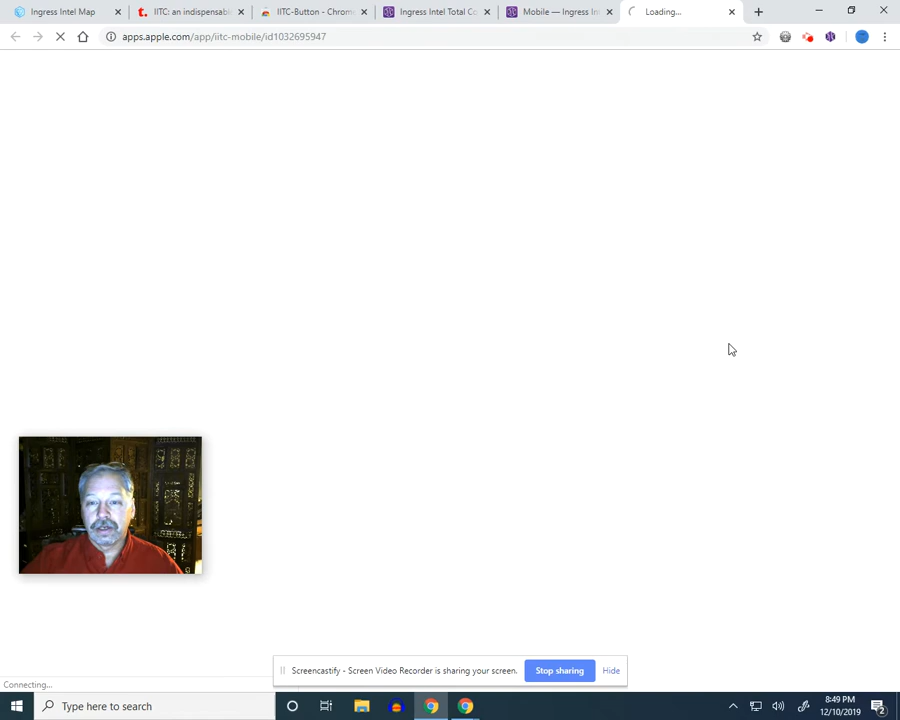 Ingress Intel Map
IITC: an indispensabl
IITC-Button - Chrom
Ingress Intel Total Co
Mobile — Ingress In
Loading...
apps.apple.com/app/iitc-mobile/id1032695947
Screencastify - Screen Video Recorder is sharing your screen.
Stop sharing
Hide
Connecting...
Type here to search
8:49 PM
12/10/2019
2